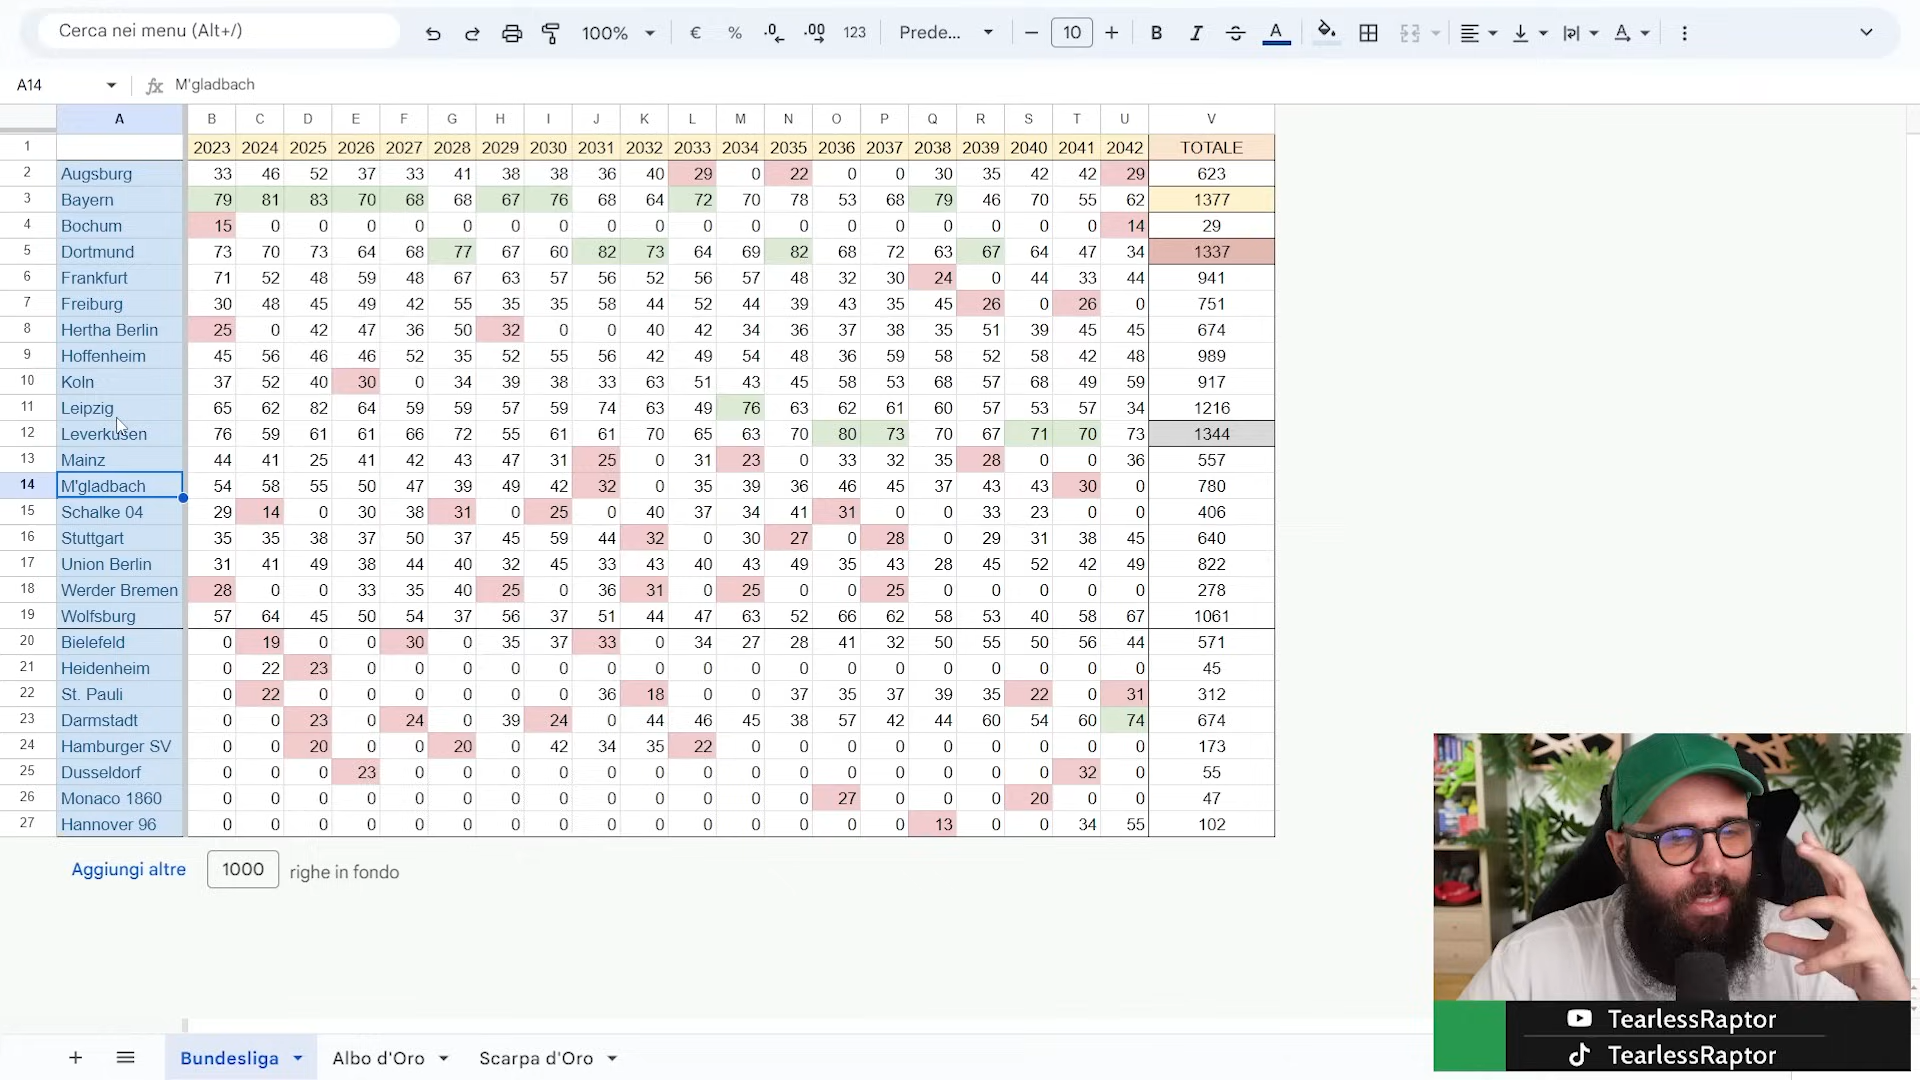 Cerca nei menu (Alt+/) 100% € % .0 .00 123 Prede... 10 B I S A A
A14 fx M'gladbach
A B C D E F G H I J K L M N O P Q R S T U V
1 2023 2024 2025 2026 2027 2028 2029 2030 2031 2032 2033 2034 2035 2036 2037 2038 2039 2040 2041 2042 TOTALE
2 Augsburg 33 46 52 37 33 41 38 38 36 40 29 0 22 0 0 30 35 42 42 29 623
3 Bayern 79 81 83 70 68 68 67 76 68 64 72 70 78 53 68 79 46 70 55 62 1377
4 Bochum 15 0 0 0 0 0 0 0 0 0 0 0 0 0 0 0 0 0 0 14 29
5 Dortmund 73 70 73 64 68 77 67 60 82 73 64 69 82 68 72 63 67 64 47 34 1337
6 Frankfurt 71 52 48 59 48 67 63 57 56 52 56 57 48 32 30 24 0 44 33 44 941
7 Freiburg 30 48 45 49 42 55 35 35 58 44 52 44 39 43 35 45 26 0 26 0 751
8 Hertha Berlin 25 0 42 47 36 50 32 0 0 40 42 34 36 37 38 35 51 39 45 45 674
9 Hoffenheim 45 56 46 46 52 35 52 55 56 42 49 54 48 36 59 58 52 58 42 48 989
10 Koln 37 52 40 30 0 34 39 38 33 63 51 43 45 58 53 68 57 68 49 59 917
11 Leipzig 65 62 82 64 59 59 57 59 74 63 49 76 63 62 61 60 57 53 57 34 1216
12 Leverkusen 76 59 61 61 66 72 55 61 61 70 65 63 70 80 73 70 67 71 70 73 1344
13 Mainz 44 41 25 41 42 43 47 31 25 0 31 23 0 33 32 35 28 0 0 36 557
14 M'gladbach 54 58 55 50 47 39 49 42 32 0 35 39 36 46 45 37 43 43 30 0 780
15 Schalke 04 29 14 0 30 38 31 0 25 0 40 37 34 41 31 0 0 33 23 0 0 406
16 Stuttgart 35 35 38 37 50 37 45 59 44 32 0 30 27 0 28 0 29 31 38 45 640
17 Union Berlin 31 41 49 38 44 40 32 45 33 43 40 43 49 35 43 28 45 52 42 49 822
18 Werder Bremen 28 0 0 33 35 40 25 0 36 31 0 25 0 0 25 0 0 0 0 0 278
19 Wolfsburg 57 64 45 50 54 37 56 37 51 44 47 63 52 66 62 58 53 40 58 67 1061
20 Bielefeld 0 19 0 0 30 0 35 37 33 0 34 27 28 41 32 50 55 50 56 44 571
21 Heidenheim 0 22 23 0 0 0 0 0 0 0 0 0 0 0 0 0 0 0 0 0 45
22 St. Pauli 0 22 0 0 0 0 0 0 36 18 0 0 37 35 37 39 35 22 0 31 312
23 Darmstadt 0 0 23 0 24 0 39 24 0 44 46 45 38 57 42 44 60 54 60 74 674
24 Hamburger SV 0 0 20 0 0 20 0 42 34 35 22 0 0 0 0 0 0 0 0 0 173
25 Dusseldorf 0 0 0 23 0 0 0 0 0 0 0 0 0 0 0 0 0 0 32 0 55
26 Monaco 1860 0 0 0 0 0 0 0 0 0 0 0 0 0 27 0 0 0 20 0 0 47
27 Hannover 96 0 0 0 0 0 0 0 0 0 0 0 0 0 0 0 13 0 0 34 55 102
Aggiungi altre 1000 righe in fondo
TearlessRaptor
TearlessRaptor
Bundesliga Albo d'Oro Scarpa d'Oro